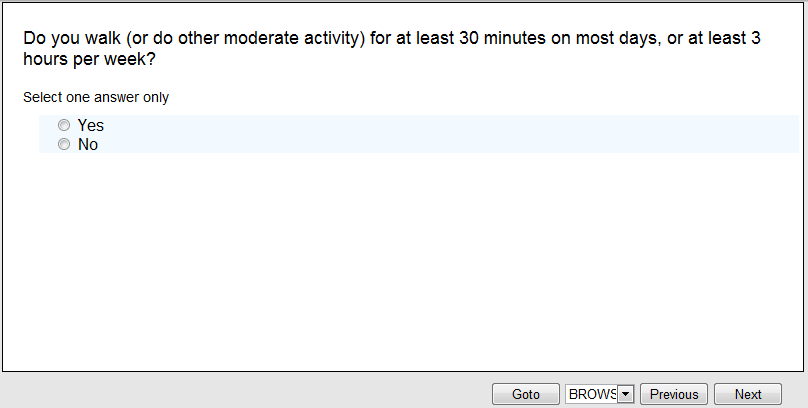 Do you walk (or do other moderate activity) for at least 30 minutes on most days, or at least 3
hours per week?
Select one answer only
Yes
No
Goto BROWS Previous Next